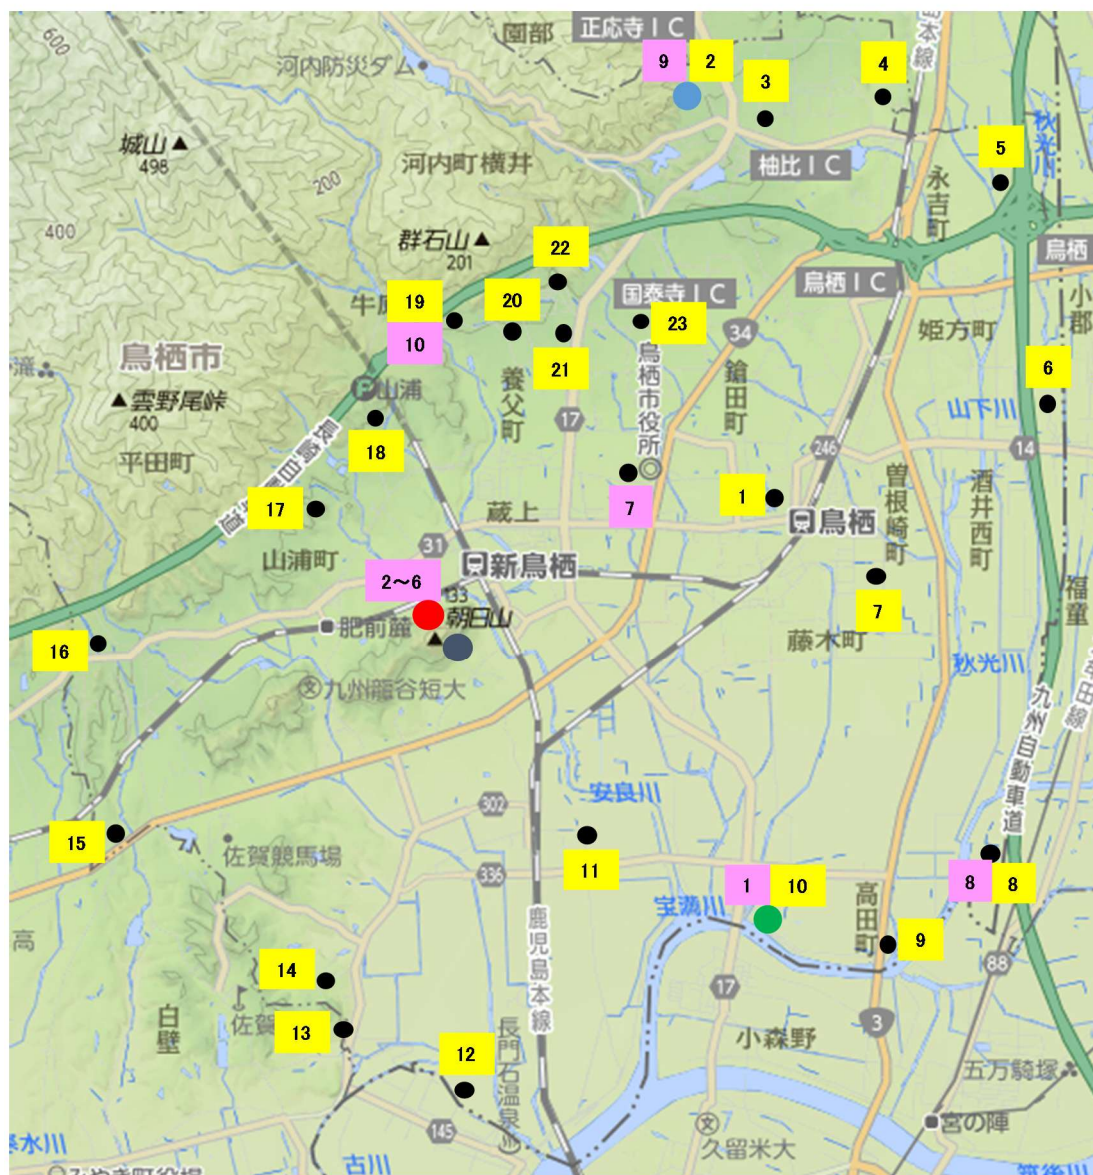 600
園部
正応寺IC
9
2
河内防災ダム
3
4
城山
498
200
河内町横井
柚比IC
5
秋光川
永吉町
400
群石山
201
22
鳥栖
19
20
国泰寺IC
23
鳥栖IC
小郡
10
21
34
姫方町
鳥栖市
鳥栖市役所
6
山浦
養父町
鎗田町
雲野尾峠
400
17
山下川
平田町
18
246
14
17
7
1
曽根崎町
酒井西町
蔵上
鳥栖
山浦町
31
新鳥栖
2～6
133
朝日山
7
福童
16
肥前麓
藤木町
秋光川
九州龍谷短大
九州自動車道
安良川
302
15
佐賀競馬場
11
336
1
10
8
8
宝満川
高田町
9
高
鹿児島本線
88
14
17
白壁
13
3
小森野
12
長門石温泉
五万騎塚
145
宮の陣
久留米大
古川